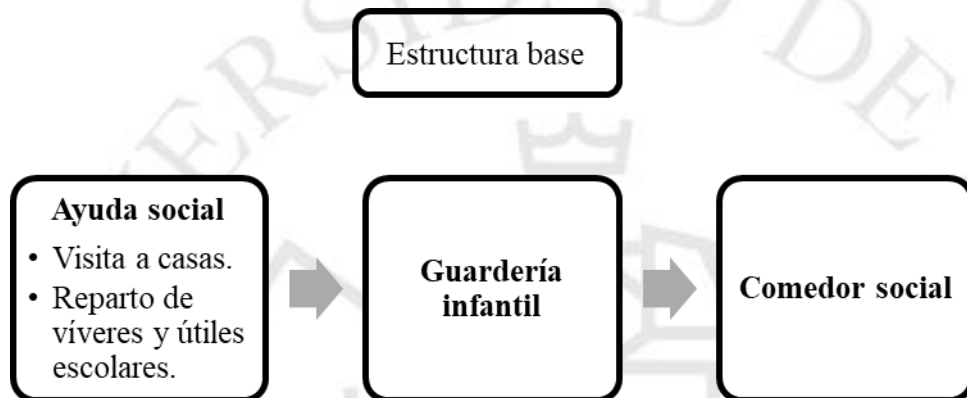 Estructura base
Ayuda social
• Visita a casas.
• Reparto de
víveres y útiles
escolares.
Guardería
infantil
Comedor social